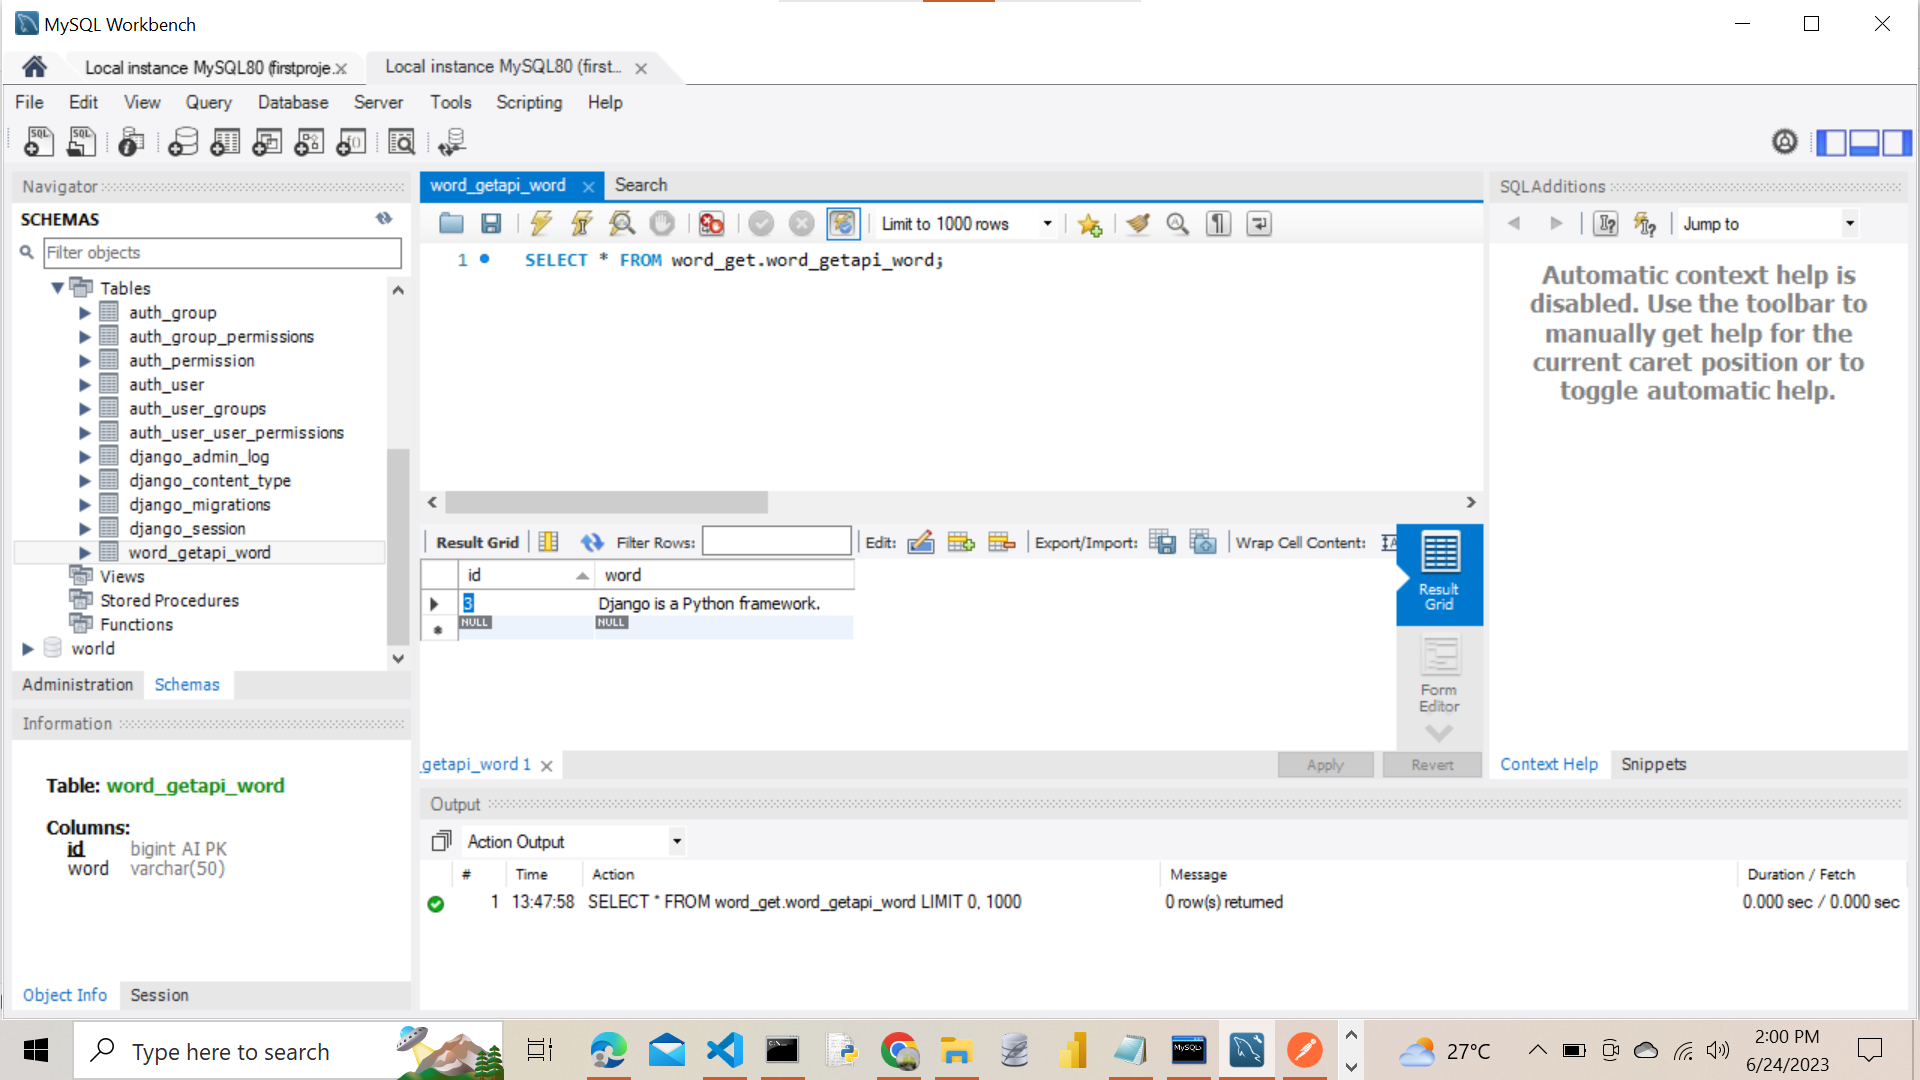 MySQL Workbench
Local instance MySQL80 (firstproje. Local instance MySQL80 (first...
File Edit View Query Database Server Tools Scripting Help
Navigator
SCHEMAS
Filter objects
Tables
auth_group
auth_group_permissions
auth_permission
auth_user
auth_user_groups
auth_user_user_permissions
django_admin_log
django_content_type
django_migrations
django_session
word_getapi_word
Views
Stored Procedures
Functions
world
Administration Schemas
Information
Table: word_getapi_word
Columns:
id bigint AI PK
word varchar(50)
Object Info Session
word_getapi_word Search
Limit to 1000 rows
1 SELECT * FROM word_get.word_getapi_word;
Result Grid Filter Rows: Edit: Export/Import: Wrap Cell Content:
id word
3 Django is a Python framework.
NULL NULL
Result
Grid
Form
Editor
_getapi_word 1 Apply Revert
SQLAdditions
Jump to
Automatic context help is
disabled. Use the toolbar to
manually get help for the
current caret position or to
toggle automatic help.
Context Help Snippets
Output
Action Output
# Time Action Message Duration / Fetch
1 13:47:58 SELECT * FROM word_get.word_getapi_word LIMIT 0, 1000 0 row(s) returned 0.000 sec / 0.000 sec
Type here to search
27°C
2:00 PM
6/24/2023